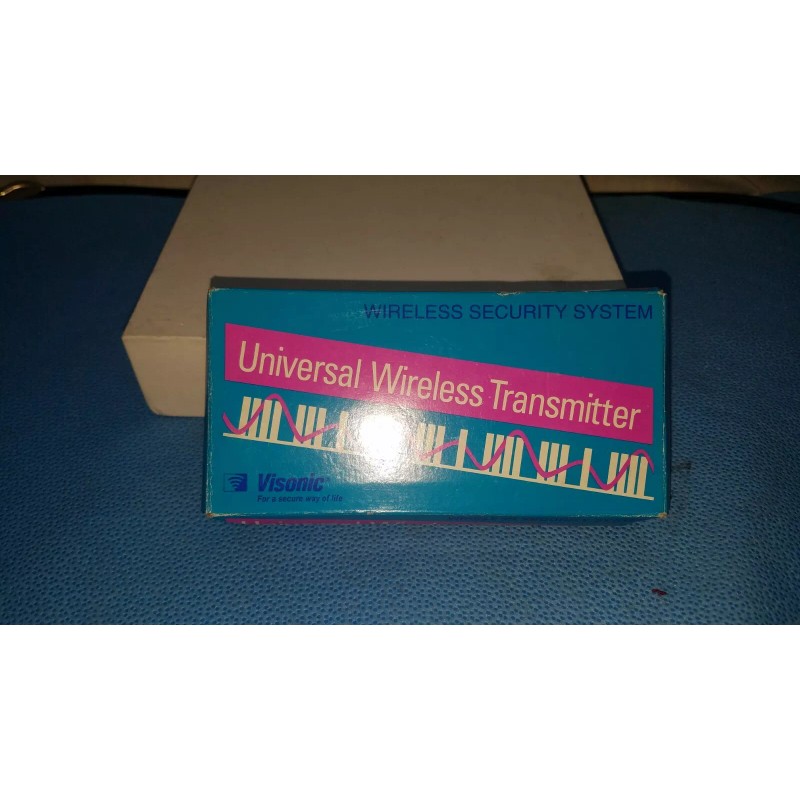 WIRELESS SECURITY SYSTEM
Universal Wireless Transmitter
Visonic
For a secure way of life